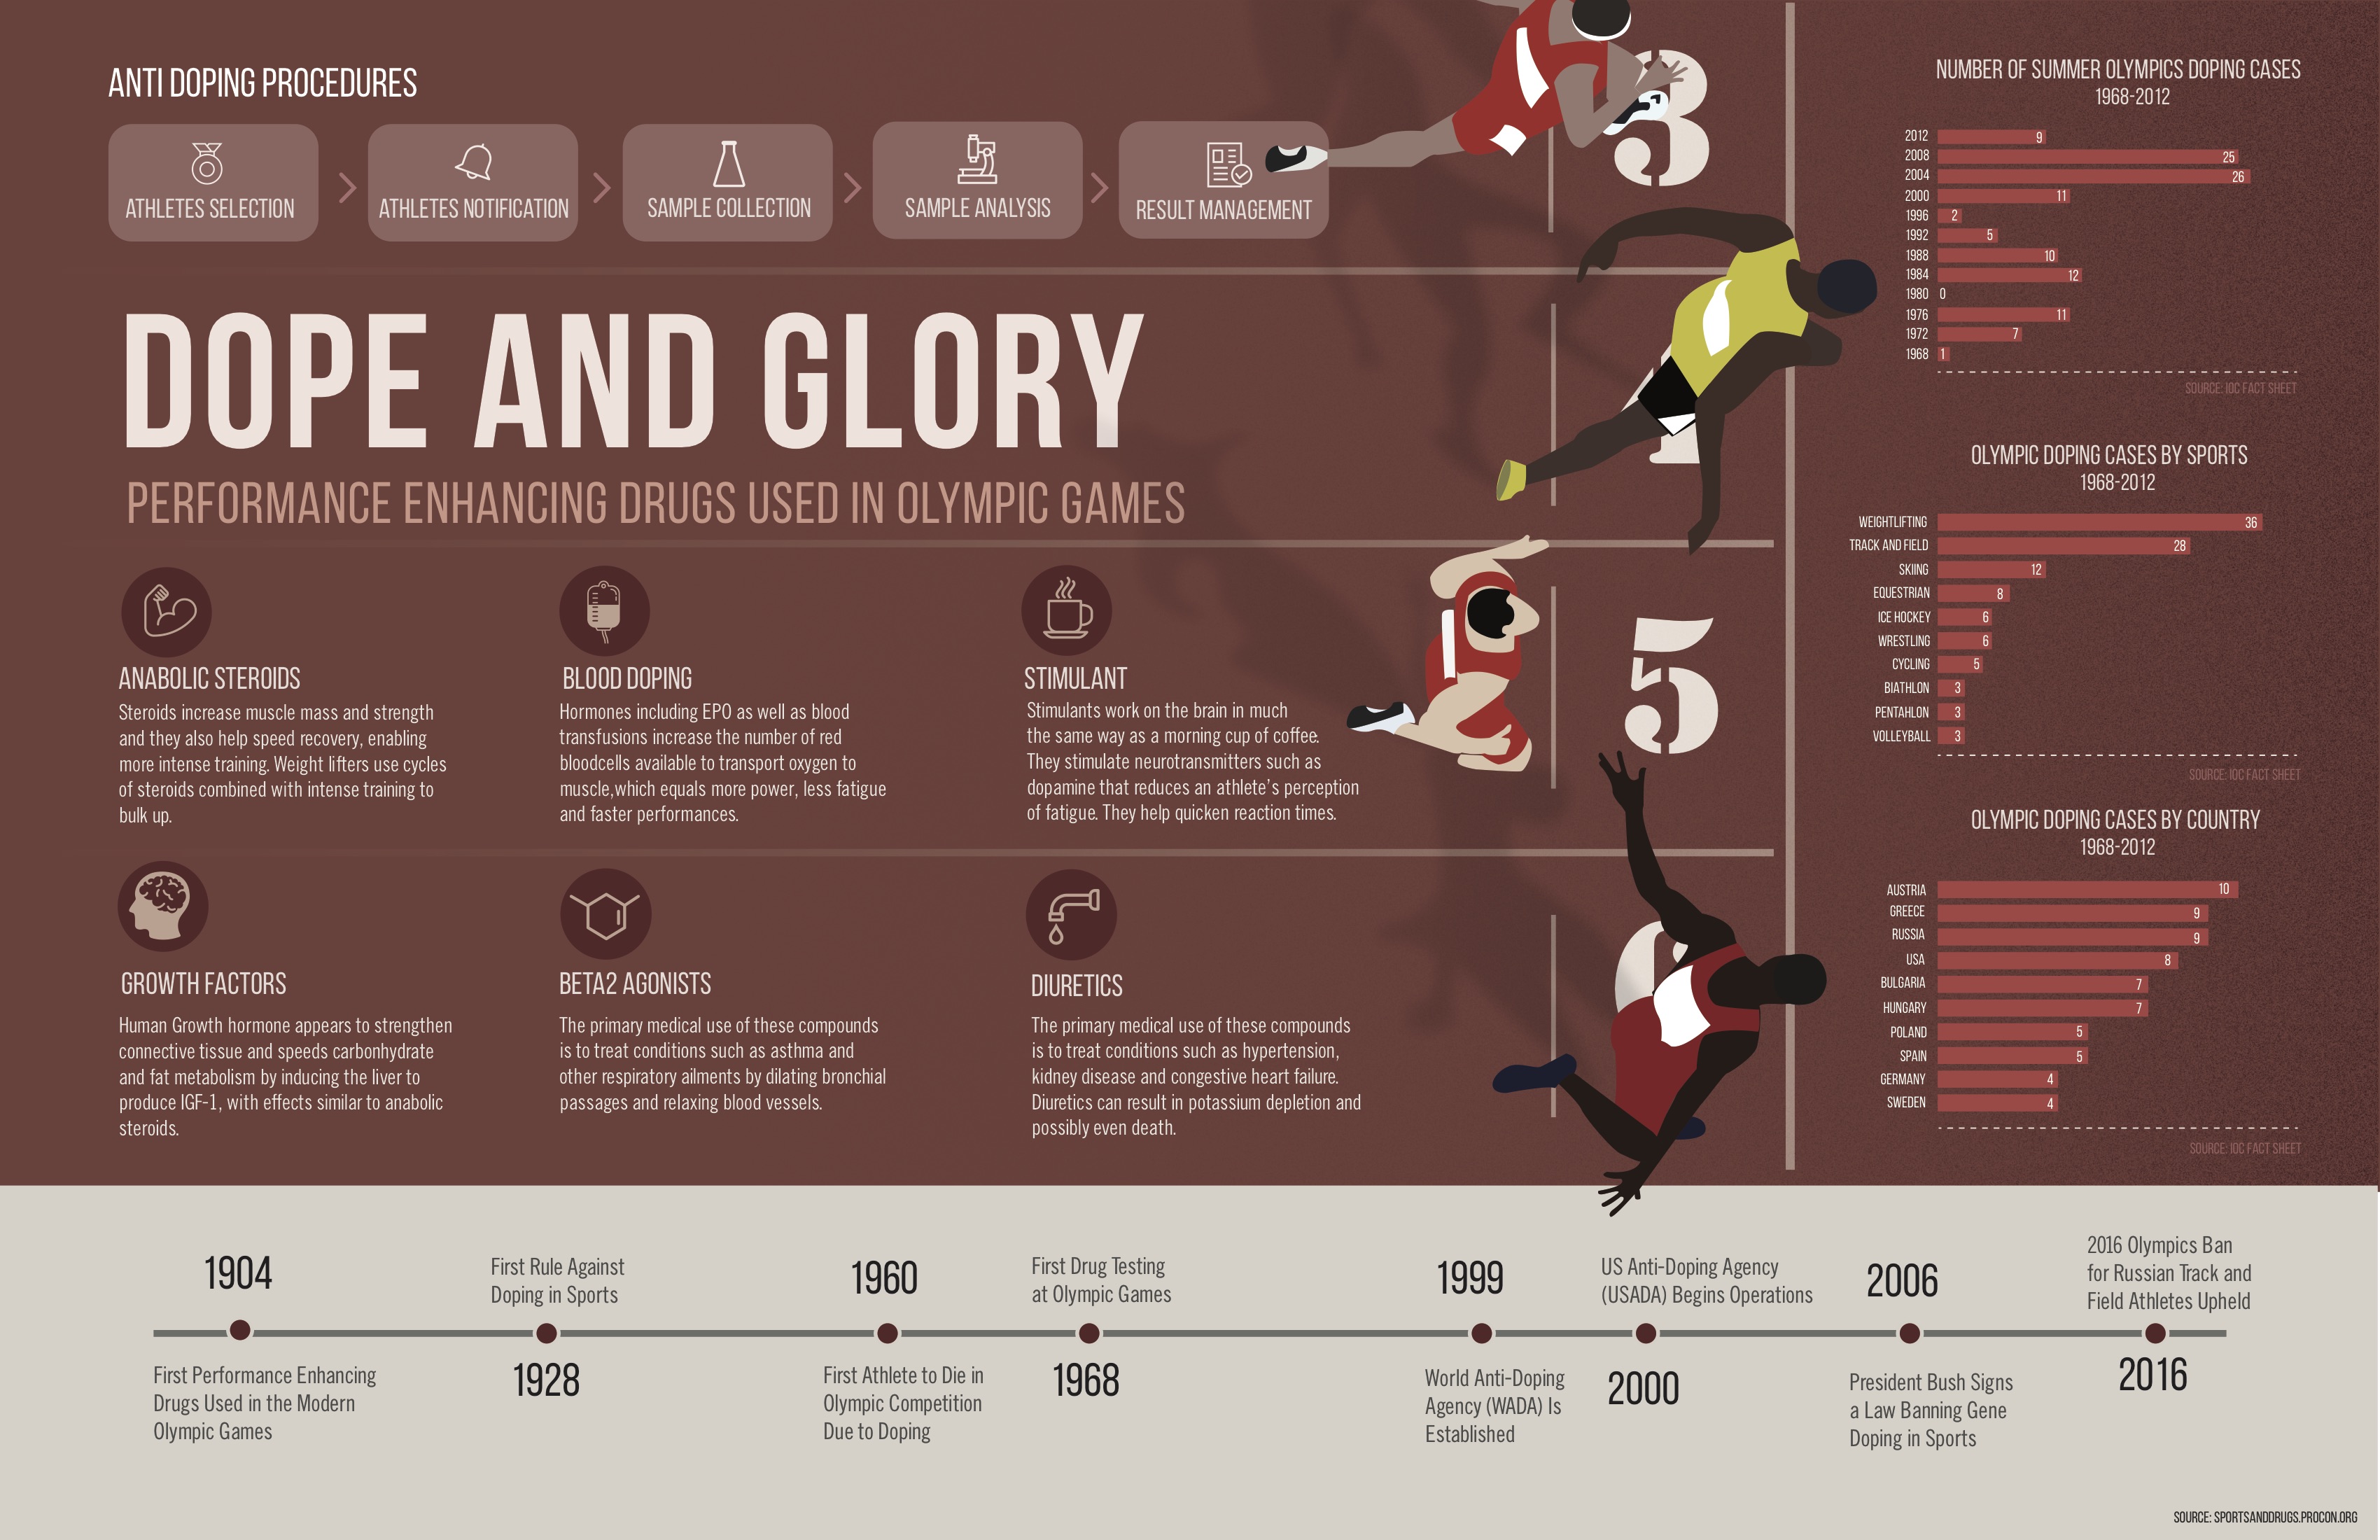 ANTI DOPING PROCEDURES
ATHLETES SELECTION
ATHLETES NOTIFICATION
SAMPLE COLLECTION
SAMPLE ANALYSIS
RESULT MANAGEMENT
DOPE AND GLORY
PERFORMANCE ENHANCING DRUGS USED IN OLYMPIC GAMES
ANABOLIC STEROIDS
Steroids increase muscle mass and strength
and they also help speed recovery, enabling
more intense training. Weight lifters use cycles
of steroids combined with intense training to
bulk up.
BLOOD DOPING
Hormones including EPO as well as blood
transfusions increase the number of red
bloodcells available to transport oxygen to
muscle,which equals more power, less fatigue
and faster performances.
STIMULANT
Stimulants work on the brain in much
the same way as a morning cup of coffee.
They stimulate neurotransmitters such as
dopamine that reduces an athlete's perception
of fatigue. They help quicken reaction times.
GROWTH FACTORS
Human Growth hormone appears to strengthen
connective tissue and speeds carbonhydrate
and fat metabolism by inducing the liver to
produce IGF-1, with effects similar to anabolic
steroids.
BETA2 AGONISTS
The primary medical use of these compounds
is to treat conditions such as asthma and
other respiratory ailments by dilating bronchial
passages and relaxing blood vessels.
DIURETICS
The primary medical use of these compounds
is to treat conditions such as hypertension,
kidney disease and congestive heart failure.
Diuretics can result in potassium depletion and
possibly even death.
3
5
NUMBER OF SUMMER OLYMPICS DOPING CASES
1968-2012
2012 9
2008 25
2004 26
2000 11
1996 2
1992 5
1988 10
1984 12
1980 0
1976 11
1972 7
1968 1
SOURCE: IOC FACT SHEET
OLYMPIC DOPING CASES BY SPORTS
1968-2012
WEIGHTLIFTING 36
TRACK AND FIELD 28
SKIING 12
EQUESTRIAN 8
ICE HOCKEY 6
WRESTLING 6
CYCLING 5
BIATHLON 3
PENTAHLON 3
VOLLEYBALL 3
SOURCE: IOC FACT SHEET
OLYMPIC DOPING CASES BY COUNTRY
1968-2012
AUSTRIA 10
GREECE 9
RUSSIA 9
USA 8
BULGARIA 7
HUNGARY 7
POLAND 5
SPAIN 5
GERMANY 4
SWEDEN 4
SOURCE: IOC FACT SHEET
1904
First Performance Enhancing
Drugs Used in the Modern
Olympic Games
First Rule Against
Doping in Sports
1928
1960
First Athlete to Die in
Olympic Competition
Due to Doping
First Drug Testing
at Olympic Games
1968
1999
World Anti-Doping
Agency (WADA) Is
Established
US Anti-Doping Agency
(USADA) Begins Operations
2000
2006
President Bush Signs
a Law Banning Gene
Doping in Sports
2016 Olympics Ban
for Russian Track and
Field Athletes Upheld
2016
SOURCE: SPORTSANDDRUGS.PROCON.ORG